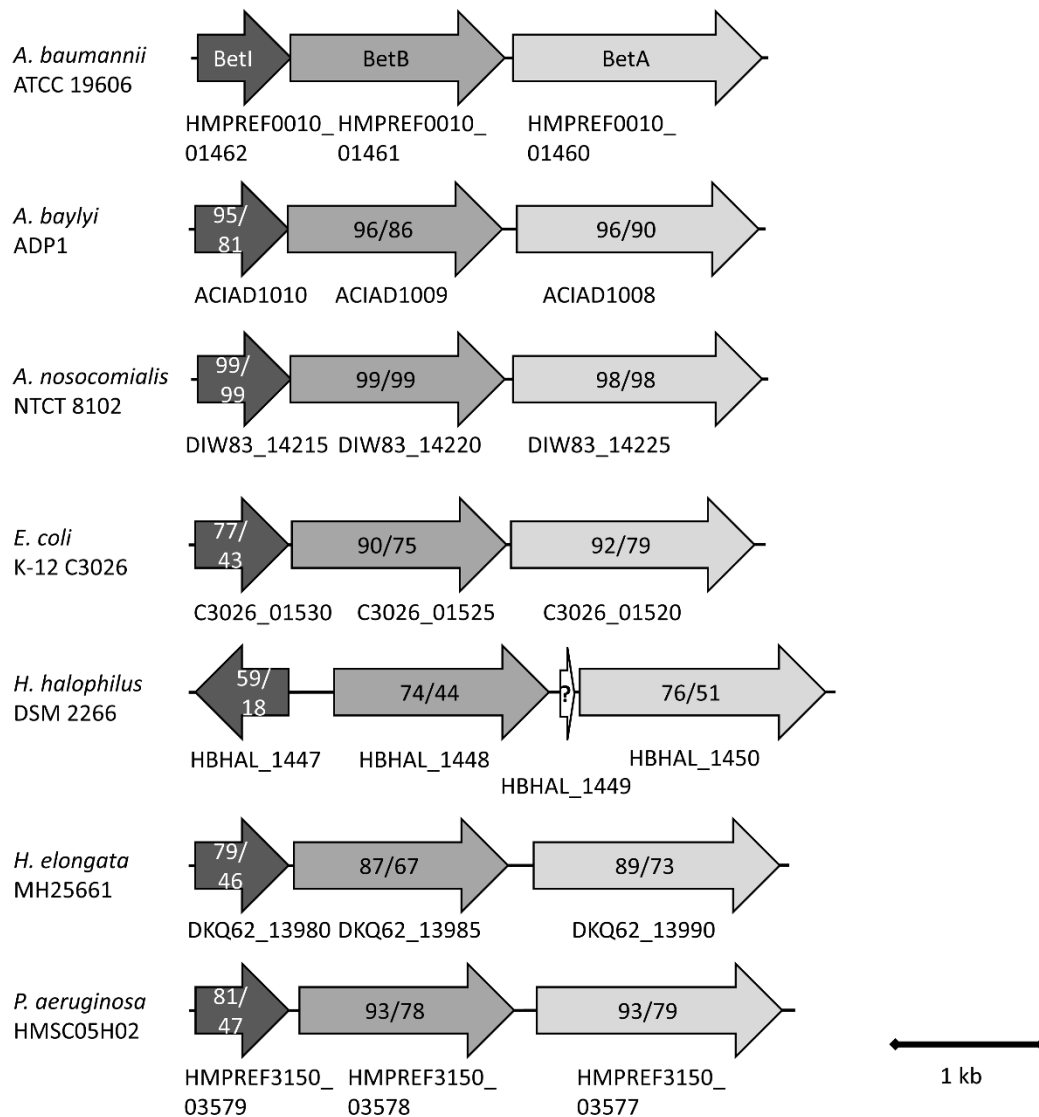 A. baumannii
ATCC 19606
BetI
BetB
BetA
HMPREF0010_
01462
HMPREF0010_
01461
HMPREF0010_
01460
A. baylyi
ADP1
95/
81
96/86
96/90
ACIAD1010
ACIAD1009
ACIAD1008
A. nosocomialis
NTCT 8102
99/
99
99/99
98/98
DIW83_14215
DIW83_14220
DIW83_14225
E. coli
K-12 C3026
77/
43
90/75
92/79
C3026_01530
C3026_01525
C3026_01520
H. halophilus
DSM 2266
59/
18
74/44
?
76/51
HBHAL_1447
HBHAL_1448
HBHAL_1449
HBHAL_1450
H. elongata
MH25661
79/
46
87/67
89/73
DKQ62_13980
DKQ62_13985
DKQ62_13990
P. aeruginosa
HMSC05H02
81/
47
93/78
93/79
HMPREF3150_
03579
HMPREF3150_
03578
HMPREF3150_
03577
1 kb